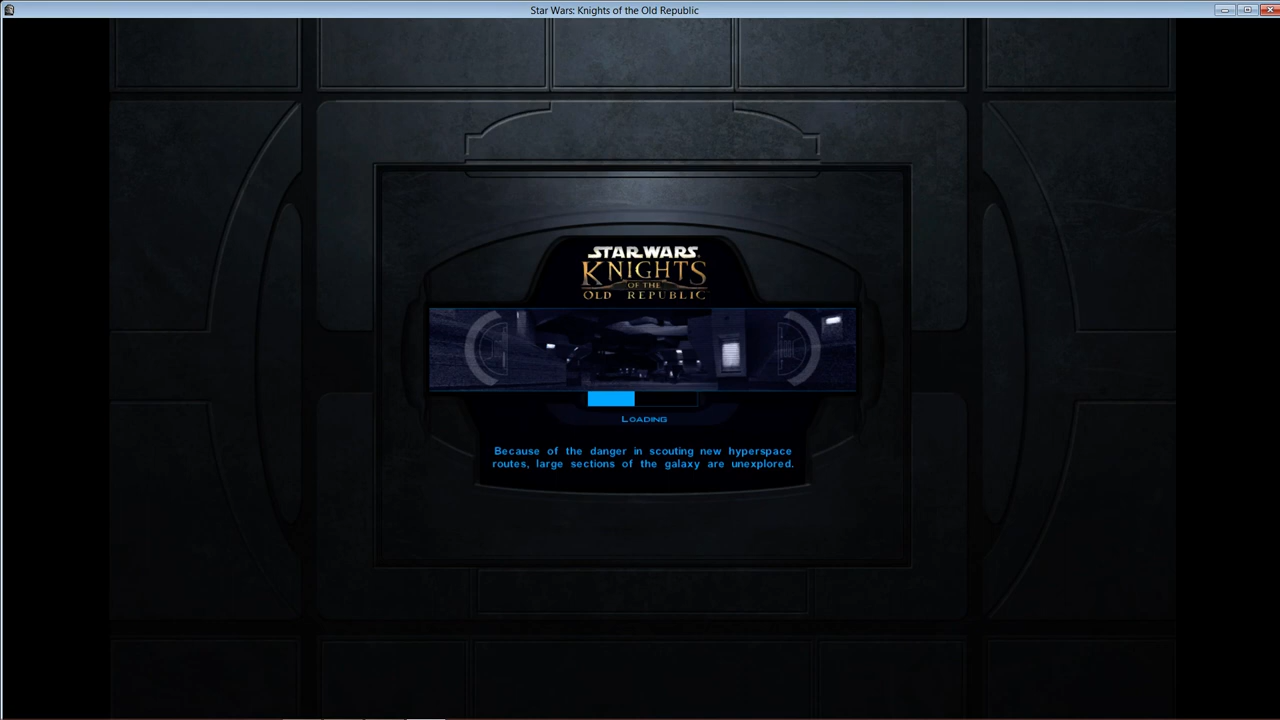 Star Wars: Knights of the Old Republic
STAR WARS
KNIGHTS
OF THE
OLD REPUBLIC
LOADING
Because of the danger in scouting new hyperspace
routes, large sections of the galaxy are unexplored.